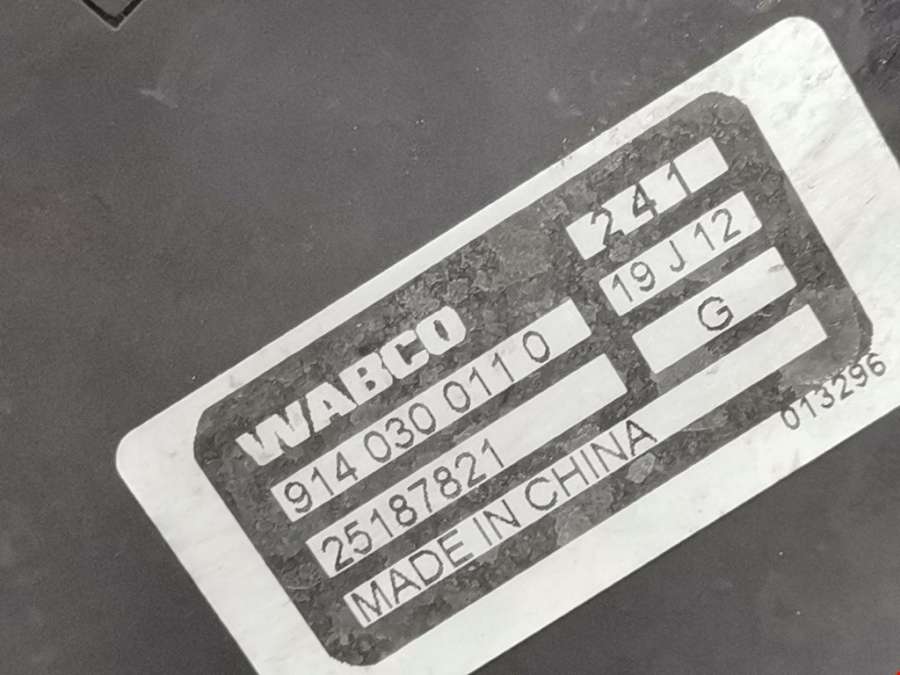 WABCO
241
914 030 011 0
19 J 12
25187821
G
MADE IN CHINA
013296